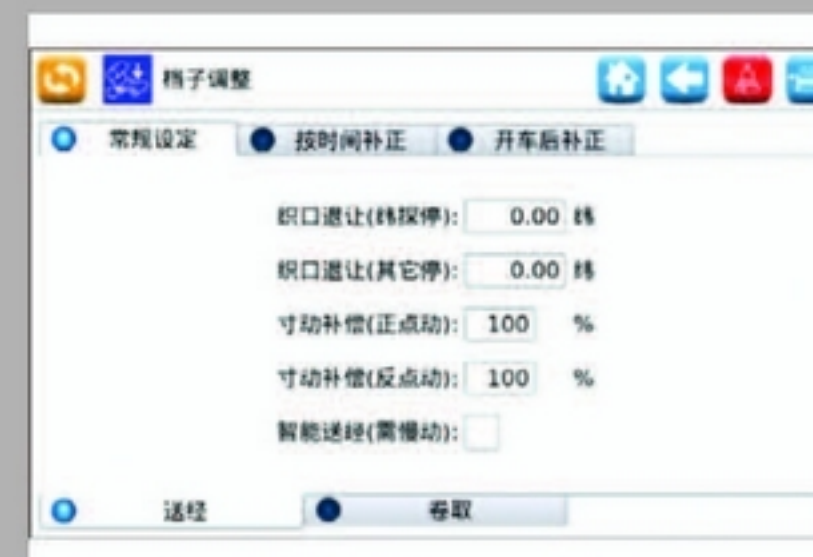 档子调整
常规设定 按时间补正 开车后补正
织口退让(纬探停): 0.00 纬
织口退让(其它停): 0.00 纬
寸动补偿(正点动): 100 %
寸动补偿(反点动): 100 %
智能送经(需慢动):
送经 卷取